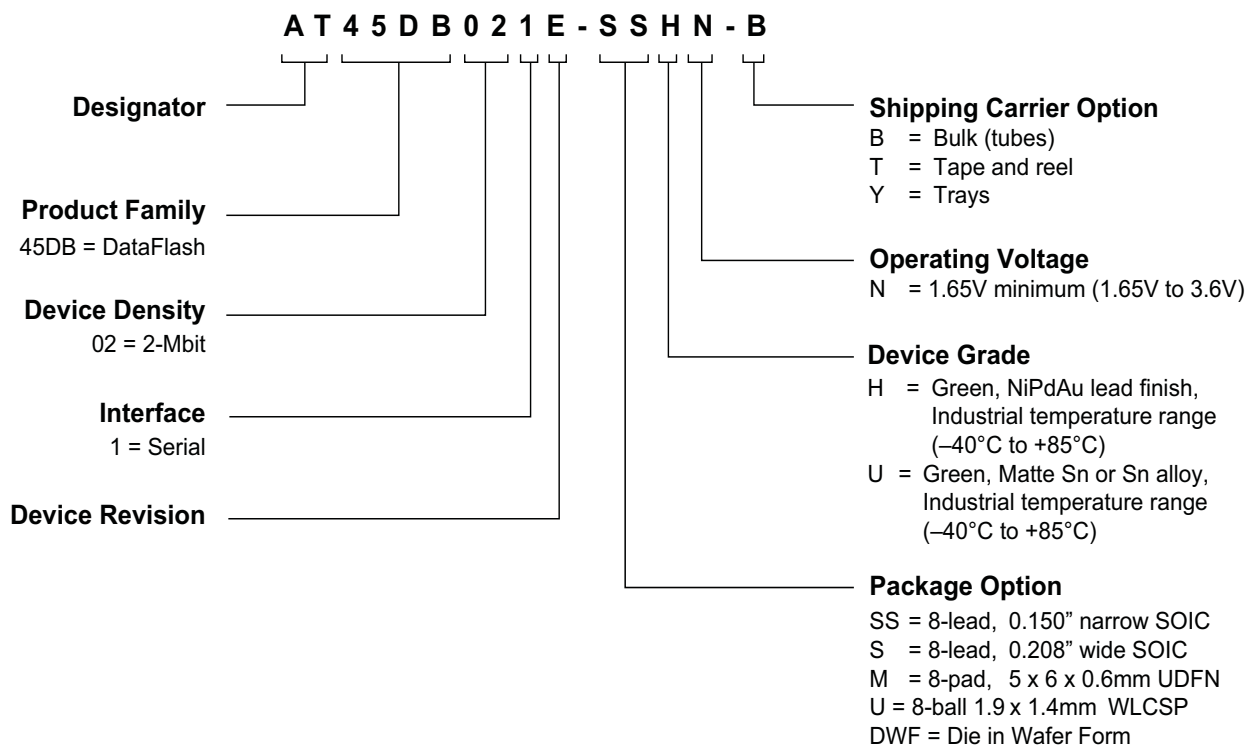 A T 4 5 D B 0 2 1 E - S S H N - B
Designator
Product Family
45DB = DataFlash
Device Density
02 = 2-Mbit
Interface
1 = Serial
Device Revision
Shipping Carrier Option
B = Bulk (tubes)
T = Tape and reel
Y = Trays
Operating Voltage
N = 1.65V minimum (1.65V to 3.6V)
Device Grade
H = Green, NiPdAu lead finish,
Industrial temperature range
(–40°C to +85°C)
U = Green, Matte Sn or Sn alloy,
Industrial temperature range
(–40°C to +85°C)
Package Option
SS = 8-lead, 0.150” narrow SOIC
S = 8-lead, 0.208” wide SOIC
M = 8-pad, 5 x 6 x 0.6mm UDFN
U = 8-ball 1.9 x 1.4mm WLCSP
DWF = Die in Wafer Form